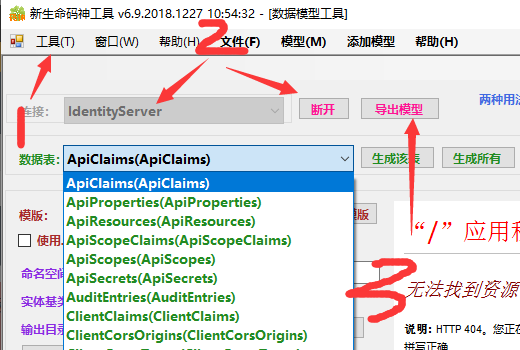 新生命码神工具 v6.9.2018.1227 10:54:32 - [数据模型工具]
工具(T) 窗口(W) 帮助(H) 文件(F) 模型(M) 添加模型 帮助(H)
2
连接: IdentityServer 断开 导出模型 两种用法
1
数据表: ApiClaims(ApiClaims) 生成该表 生成所有
ApiClaims(ApiClaims)
ApiProperties(ApiProperties)
模版: ApiResources(ApiResources) 版 “/”应用程
使用 ApiScopeClaims(ApiScopeClaims)
ApiScopes(ApiScopes)
命名空间 ApiSecrets(ApiSecrets)
3
实体基类 AuditEntries(AuditEntries) 无法找到资源
输出目录 ClientClaims(ClientClaims) 说明: HTTP 404。您正在
ClientCorsOrigins(ClientCorsOrigins) 拼写正确